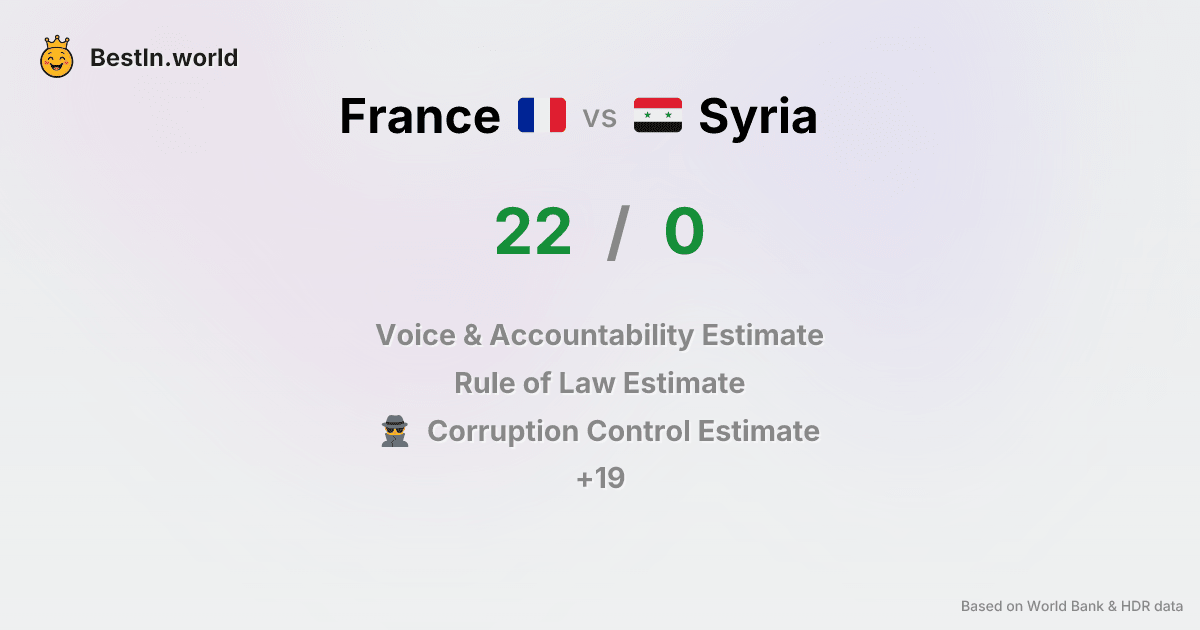 BestIn.world
France vs Syria
22 / 0
Voice & Accountability Estimate
Rule of Law Estimate
Corruption Control Estimate
+19
Based on World Bank & HDR data